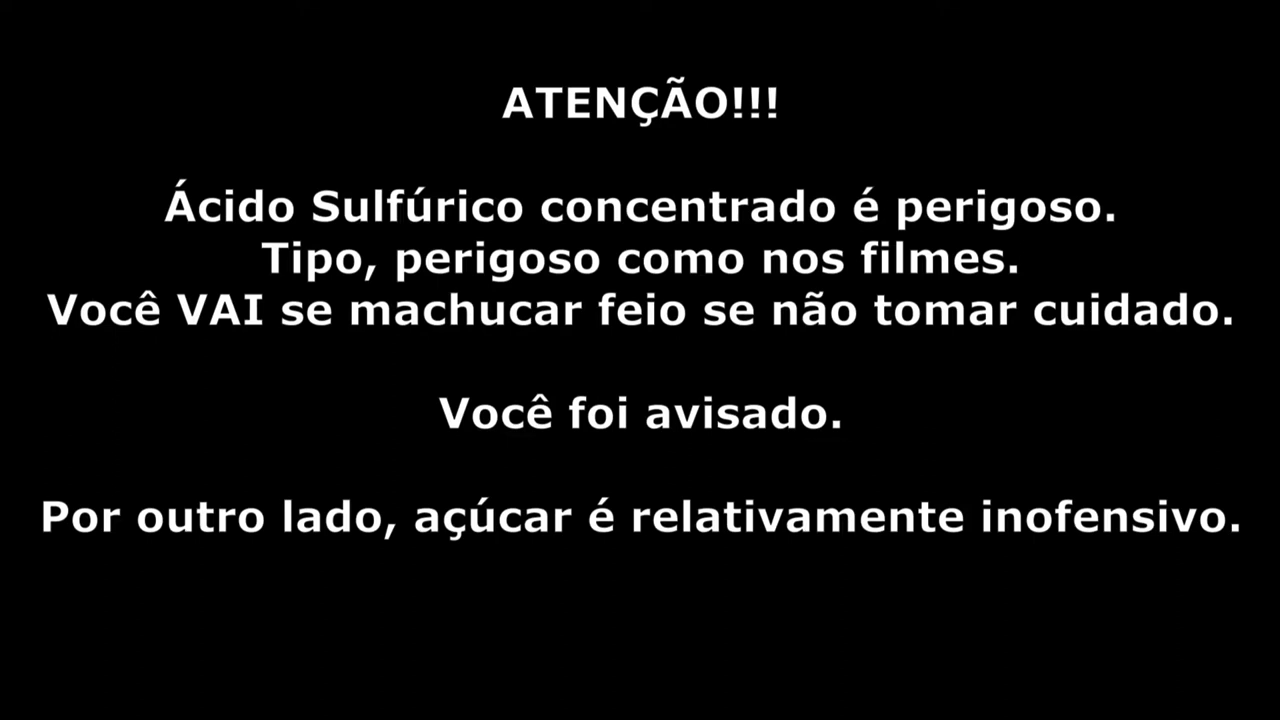 ATENÇÃO!!!
Ácido Sulfúrico concentrado é perigoso.
Tipo, perigoso como nos filmes.
Você VAI se machucar feio se não tomar cuidado.
Você foi avisado.
Por outro lado, açúcar é relativamente inofensivo.